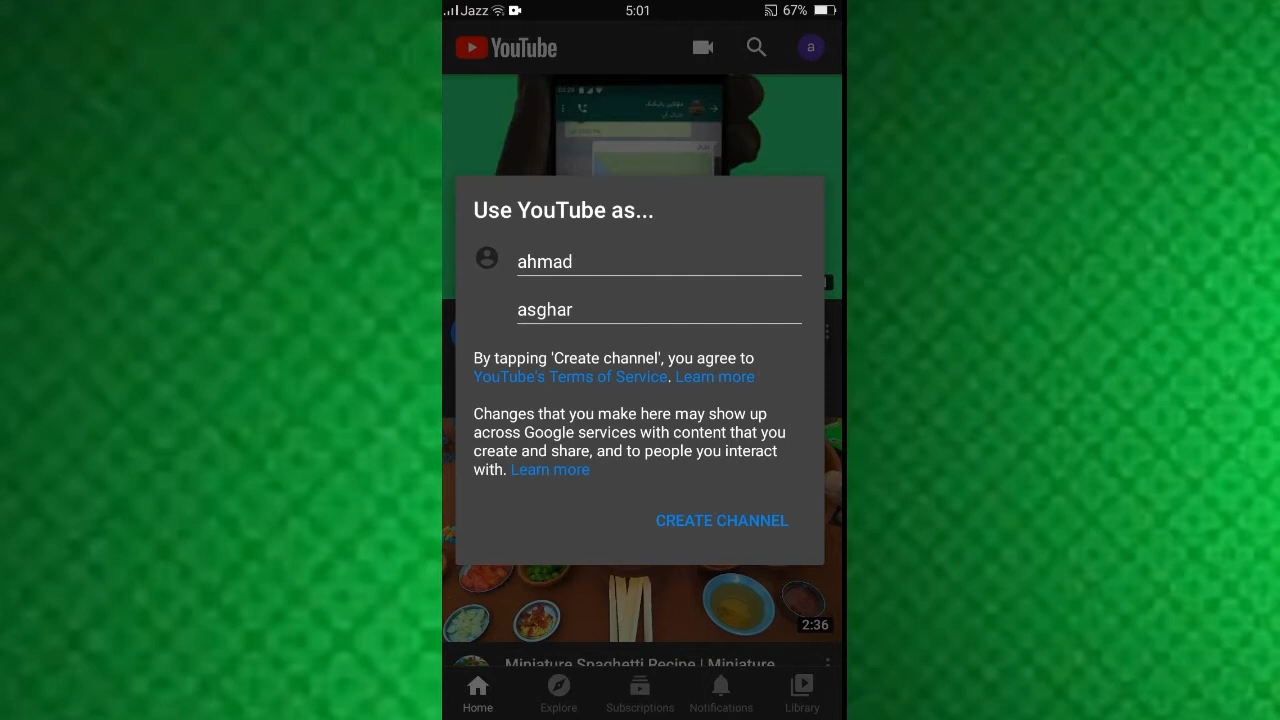 Jazz
5:01
67%
YouTube
a
Use YouTube as...
ahmad
asghar
By tapping 'Create channel', you agree to
YouTube's Terms of Service. Learn more
Changes that you make here may show up
across Google services with content that you
create and share, and to people you interact
with. Learn more
CREATE CHANNEL
2:36
Miniature Spaghetti Recipe | Miniature
Home
Explore
Subscriptions
Notifications
Library